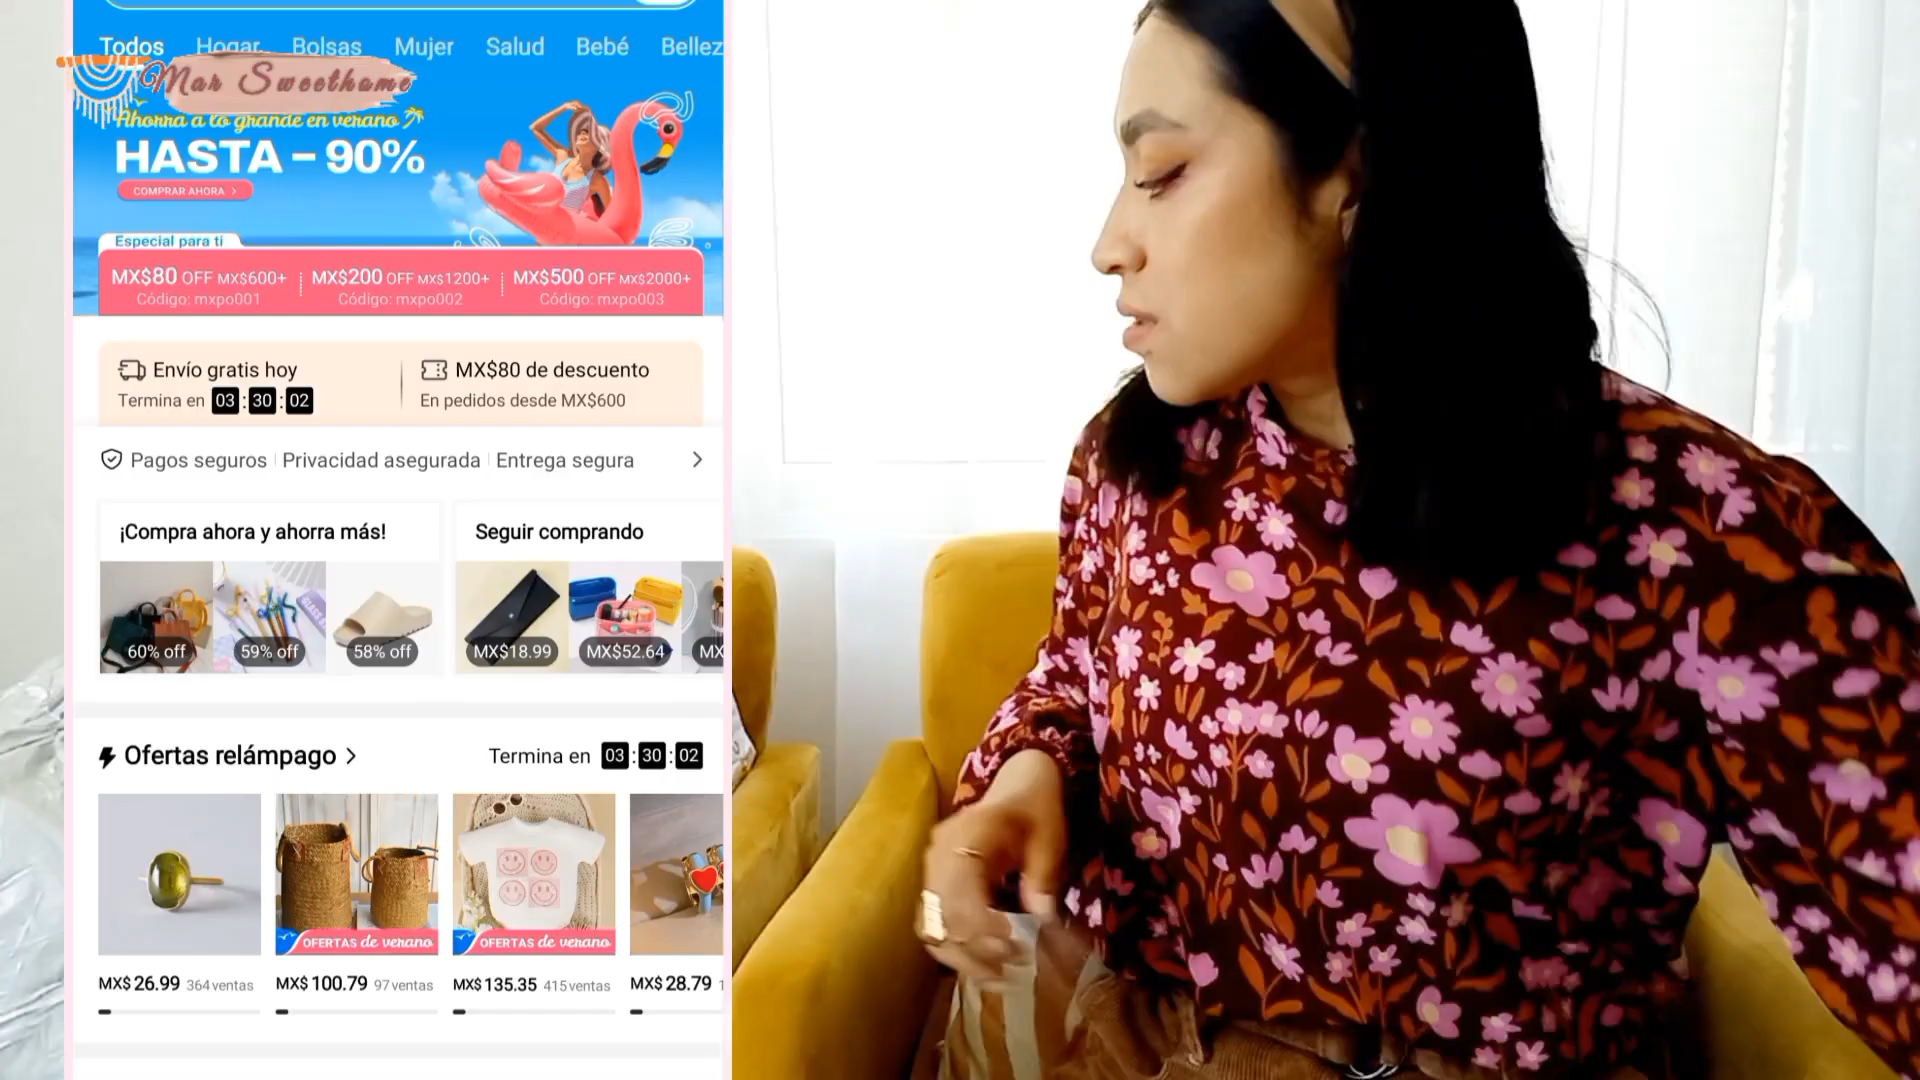 Todos Hogar Bolsas Mujer Salud Bebé Bellez
Mar Sweethome
Ahorra a lo grande en verano
HASTA – 90%
COMPRAR AHORA >
Especial para ti
MX$80 OFF MX$600+ MX$200 OFF MX$1200+ MX$500 OFF MX$2000+
Código: mxpo001 Código: mxpo002 Código: mxpo003
Envío gratis hoy MX$80 de descuento
Termina en 03:30:02 En pedidos desde MX$600
Pagos seguros Privacidad asegurada Entrega segura >
¡Compra ahora y ahorra más! Seguir comprando
60% off 59% off 58% off MX$18.99 MX$52.64 MX
Ofertas relámpago > Termina en 03:30:02
OFERTAS de verano OFERTAS de verano
MX$26.99 364 ventas MX$100.79 97 ventas MX$135.35 415 ventas MX$28.79 1